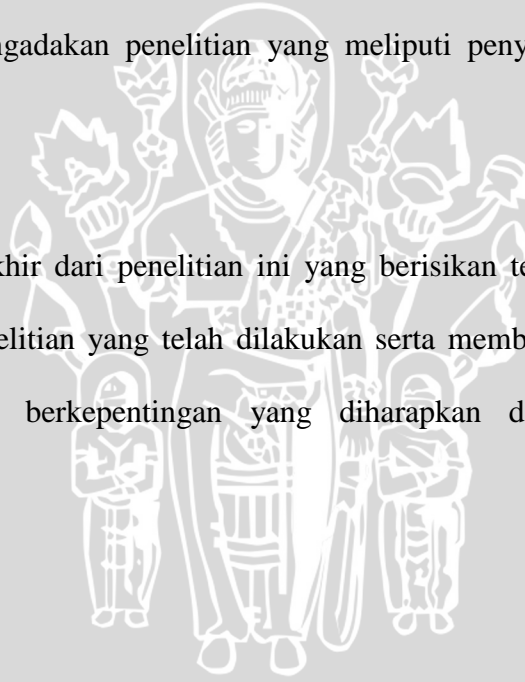 ngadakan penelitian yang meliputi peny
khir dari penelitian ini yang berisikan te
elitian yang telah dilakukan serta memb
berkepentingan yang diharapkan d